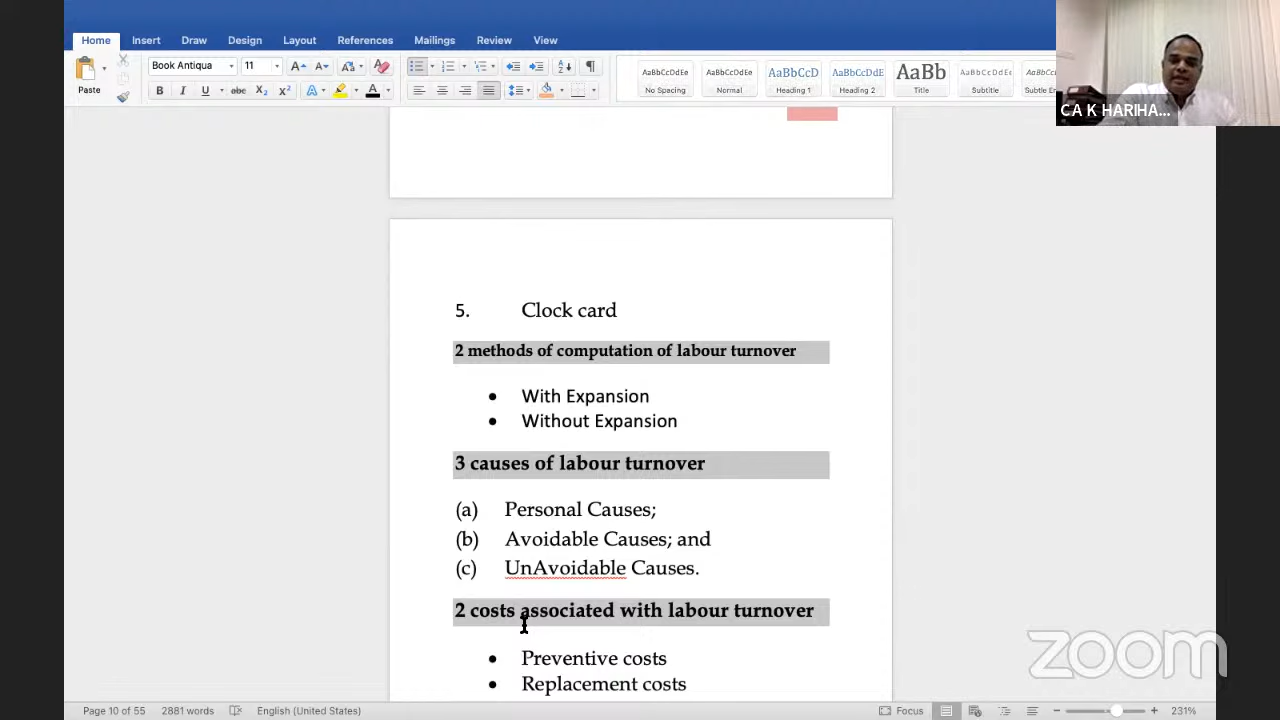 Home Insert Draw Design Layout References Mailings Review View
Paste
Book Antiqua 11
AaBbCcDdEe AaBbCcDdEe AaBbCcD AaBbCcDdE AaBb AaBbCcDdEe AaBbCcDdEe
No Spacing Normal Heading 1 Heading 2 Title Subtitle Subtle Em
C A K HARIHA...
5. Clock card
2 methods of computation of labour turnover
• With Expansion
• Without Expansion
3 causes of labour turnover
(a) Personal Causes;
(b) Avoidable Causes; and
(c) UnAvoidable Causes.
2 costs associated with labour turnover
• Preventive costs
• Replacement costs
zoom
Page 10 of 55 2881 words English (United States) Focus 231%